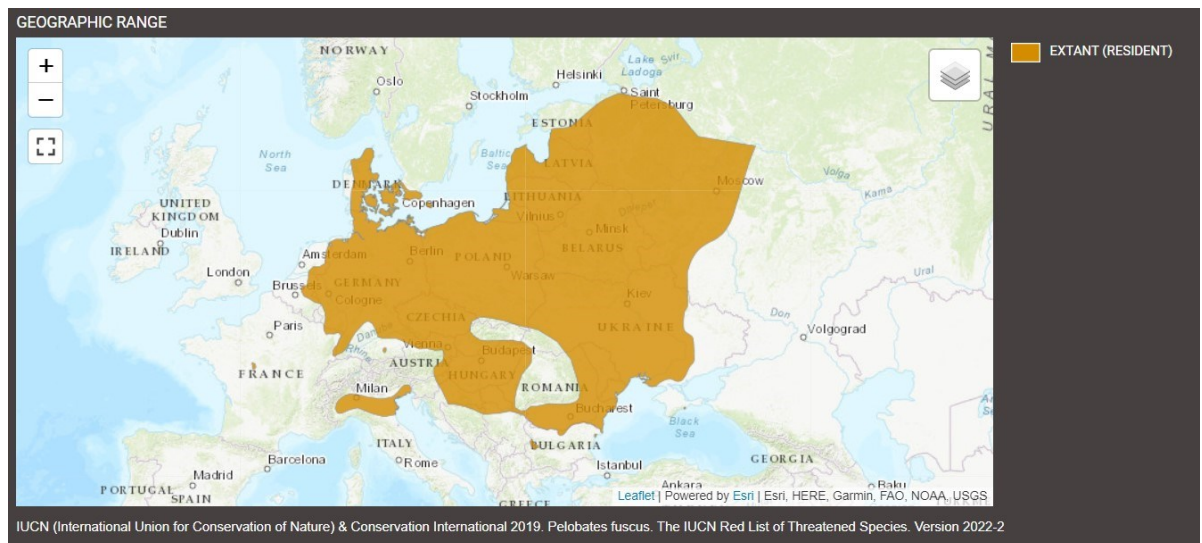 GEOGRAPHIC RANGE
EXTANT (RESIDENT)
+
−
NORWAY
Oslo
Stockholm
Helsinki
Lake Svir
Ladoga
Saint
Petersburg
URAL M
ESTONIA
North
Sea
Baltic
Sea
LATVIA
Volga
Kama
Moscow
DENMARK
Copenhagen
LITHUANIA
Vilnius
Dnieper
Minsk
BELARUS
UNITED
KINGDOM
Dublin
IRELAND
London
Amsterdam
Berlin
POLAND
Warsaw
Brussels
GERMANY
Cologne
Kiev
Ural
Don
Volgograd
Paris
CZECHIA
UKRAINE
Danube
Rhine
Vienna
Budapest
AUSTRIA
HUNGARY
FRANCE
Milan
ROMANIA
Bucharest
Black
Sea
ITALY
Rome
BULGARIA
GEORGIA
Barcelona
Istanbul
Madrid
PORTUGAL
SPAIN
Ankara
Baku
GREECE
Leaflet | Powered by Esri | Esri, HERE, Garmin, FAO, NOAA, USGS
IUCN (International Union for Conservation of Nature) & Conservation International 2019. Pelobates fuscus. The IUCN Red List of Threatened Species. Version 2022-2